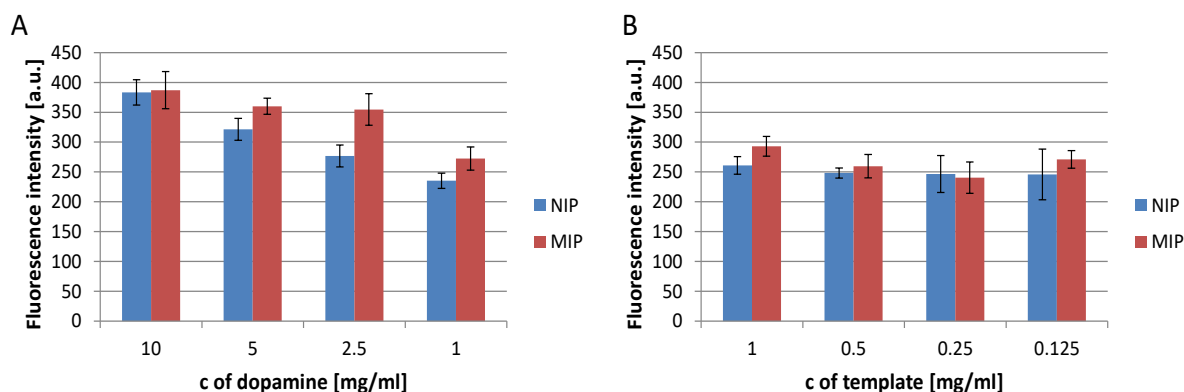 A
Fluorescence intensity [a.u.]
450
400
350
300
250
200
150
100
50
0
10 5 2.5 1
c of dopamine [mg/ml]
NIP
MIP
B
Fluorescence intensity [a.u.]
450
400
350
300
250
200
150
100
50
0
1 0.5 0.25 0.125
c of template [mg/ml]
NIP
MIP